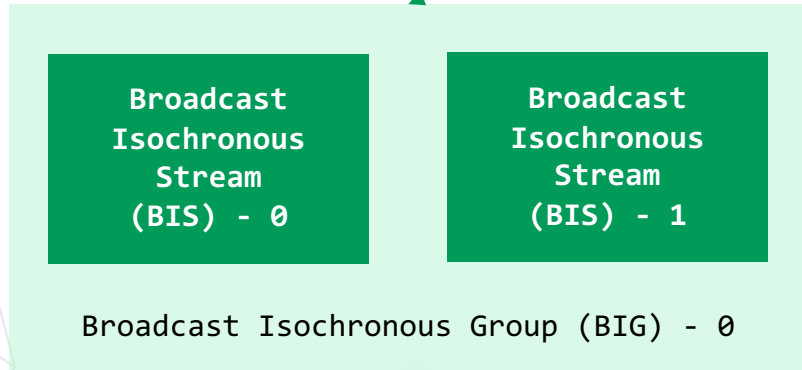 Broadcast
Isochronous
Stream
(BIS) - 0
Broadcast
Isochronous
Stream
(BIS) - 1
Broadcast Isochronous Group (BIG) - 0